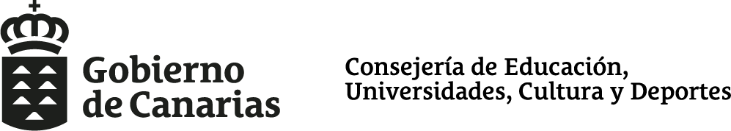 Gobierno
de Canarias
Consejería de Educación,
Universidades, Cultura y Deportes